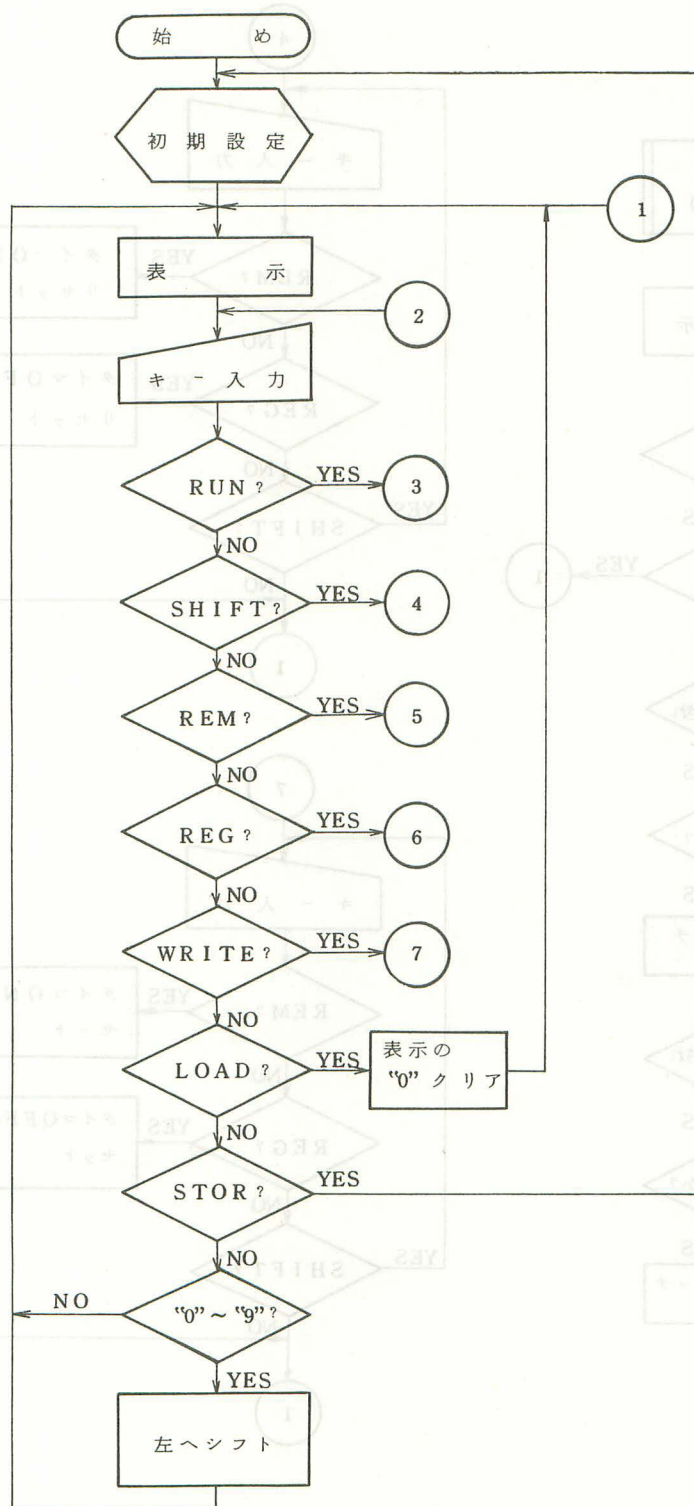 始め
初期設定
1
表示
2
キー入力
RUN?
YES
3
NO
SHIFT?
YES
4
NO
REM?
YES
5
NO
REG?
YES
6
NO
WRITE?
YES
7
NO
LOAD?
YES
表示の
“0”クリア
NO
STOR?
YES
NO
“0”~“9”?
NO
YES
左へシフト